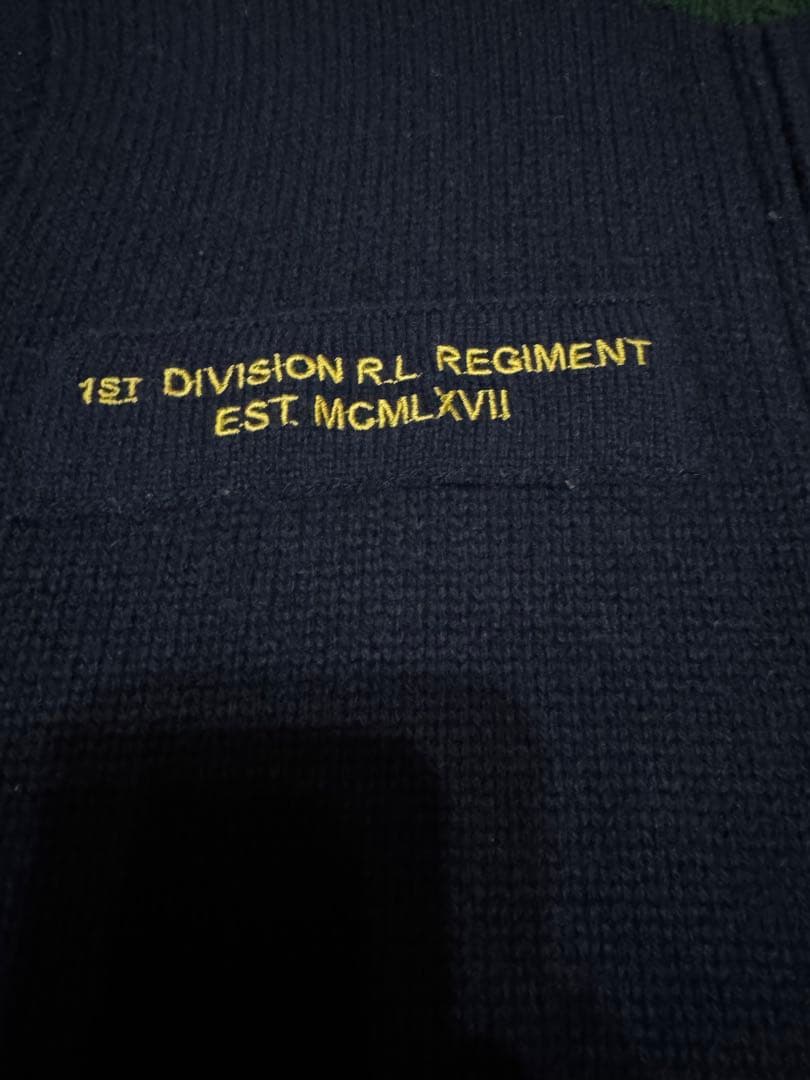 1ST DIVISION R.L REGIMENT
EST. MCMLXVII